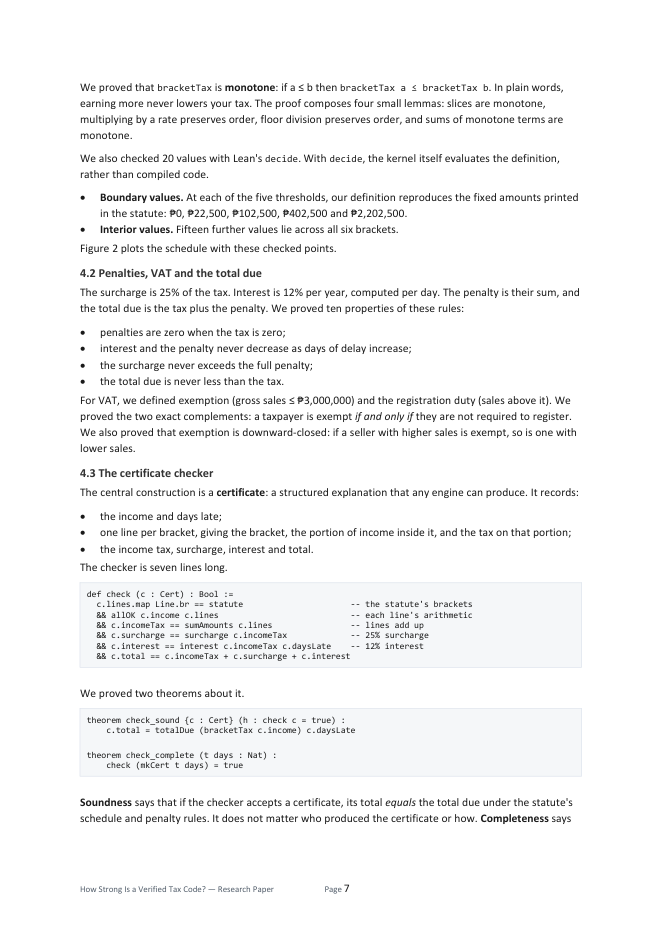 We proved that bracketTax is monotone: if a ≤ b then bracketTax a ≤ bracketTax b. In plain words,
earning more never lowers your tax. The proof composes four small lemmas: slices are monotone,
multiplying by a rate preserves order, floor division preserves order, and sums of monotone terms are
monotone.
We also checked 20 values with Lean's decide. With decide, the kernel itself evaluates the definition,
rather than compiled code.
• Boundary values. At each of the five thresholds, our definition reproduces the fixed amounts printed
in the statute: ₱0, ₱22,500, ₱102,500, ₱402,500 and ₱2,202,500.
• Interior values. Fifteen further values lie across all six brackets.
Figure 2 plots the schedule with these checked points.
4.2 Penalties, VAT and the total due
The surcharge is 25% of the tax. Interest is 12% per year, computed per day. The penalty is their sum, and
the total due is the tax plus the penalty. We proved ten properties of these rules:
• penalties are zero when the tax is zero;
• interest and the penalty never decrease as days of delay increase;
• the surcharge never exceeds the full penalty;
• the total due is never less than the tax.
For VAT, we defined exemption (gross sales ≤ ₱3,000,000) and the registration duty (sales above it). We
proved the two exact complements: a taxpayer is exempt if and only if they are not required to register.
We also proved that exemption is downward-closed: if a seller with higher sales is exempt, so is one with
lower sales.
4.3 The certificate checker
The central construction is a certificate: a structured explanation that any engine can produce. It records:
• the income and days late;
• one line per bracket, giving the bracket, the portion of income inside it, and the tax on that portion;
• the income tax, surcharge, interest and total.
The checker is seven lines long.
def check (c : Cert) : Bool :=
c.lines.map Line.br == statute -- the statute's brackets
&& allOK c.income c.lines -- each line's arithmetic
&& c.incomeTax == sumAmounts c.lines -- lines add up
&& c.surcharge == surcharge c.incomeTax -- 25% surcharge
&& c.interest == interest c.incomeTax c.daysLate -- 12% interest
&& c.total == c.incomeTax + c.surcharge + c.interest
We proved two theorems about it.
theorem check_sound {c : Cert} (h : check c = true) :
c.total = totalDue (bracketTax c.income) c.daysLate
theorem check_complete (t days : Nat) :
check (mkCert t days) = true
Soundness says that if the checker accepts a certificate, its total equals the total due under the statute's
schedule and penalty rules. It does not matter who produced the certificate or how. Completeness says
How Strong Is a Verified Tax Code? — Research Paper Page 7